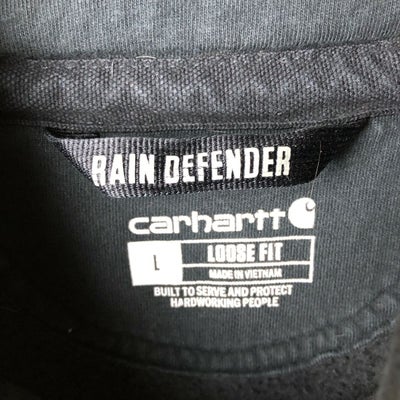 RAIN DEFENDER
carhartt
L
LOOSE FIT
MADE IN VIETNAM
BUILT TO SERVE AND PROTECT
HARDWORKING PEOPLE